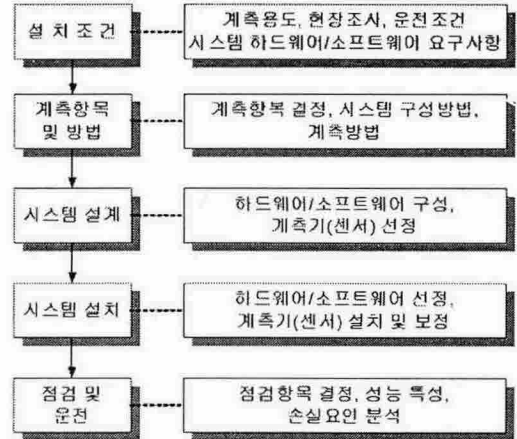 설 치 조 건
계측용도, 현장조사, 운전조건
시스템 하드웨어/소프트웨어 요구사항
계측항목
및 방법
계측항복 결정, 시스템 구성방법,
계측방법
시스템 설계
하드웨어/소프트웨어 구성,
계측기(센서) 선정
시스템 설치
하드웨어/소프트웨어 선정,
계측기(센서) 설치 및 보정
점검 및
운전
점검항목 결정, 성능 특성,
손실요인 분석